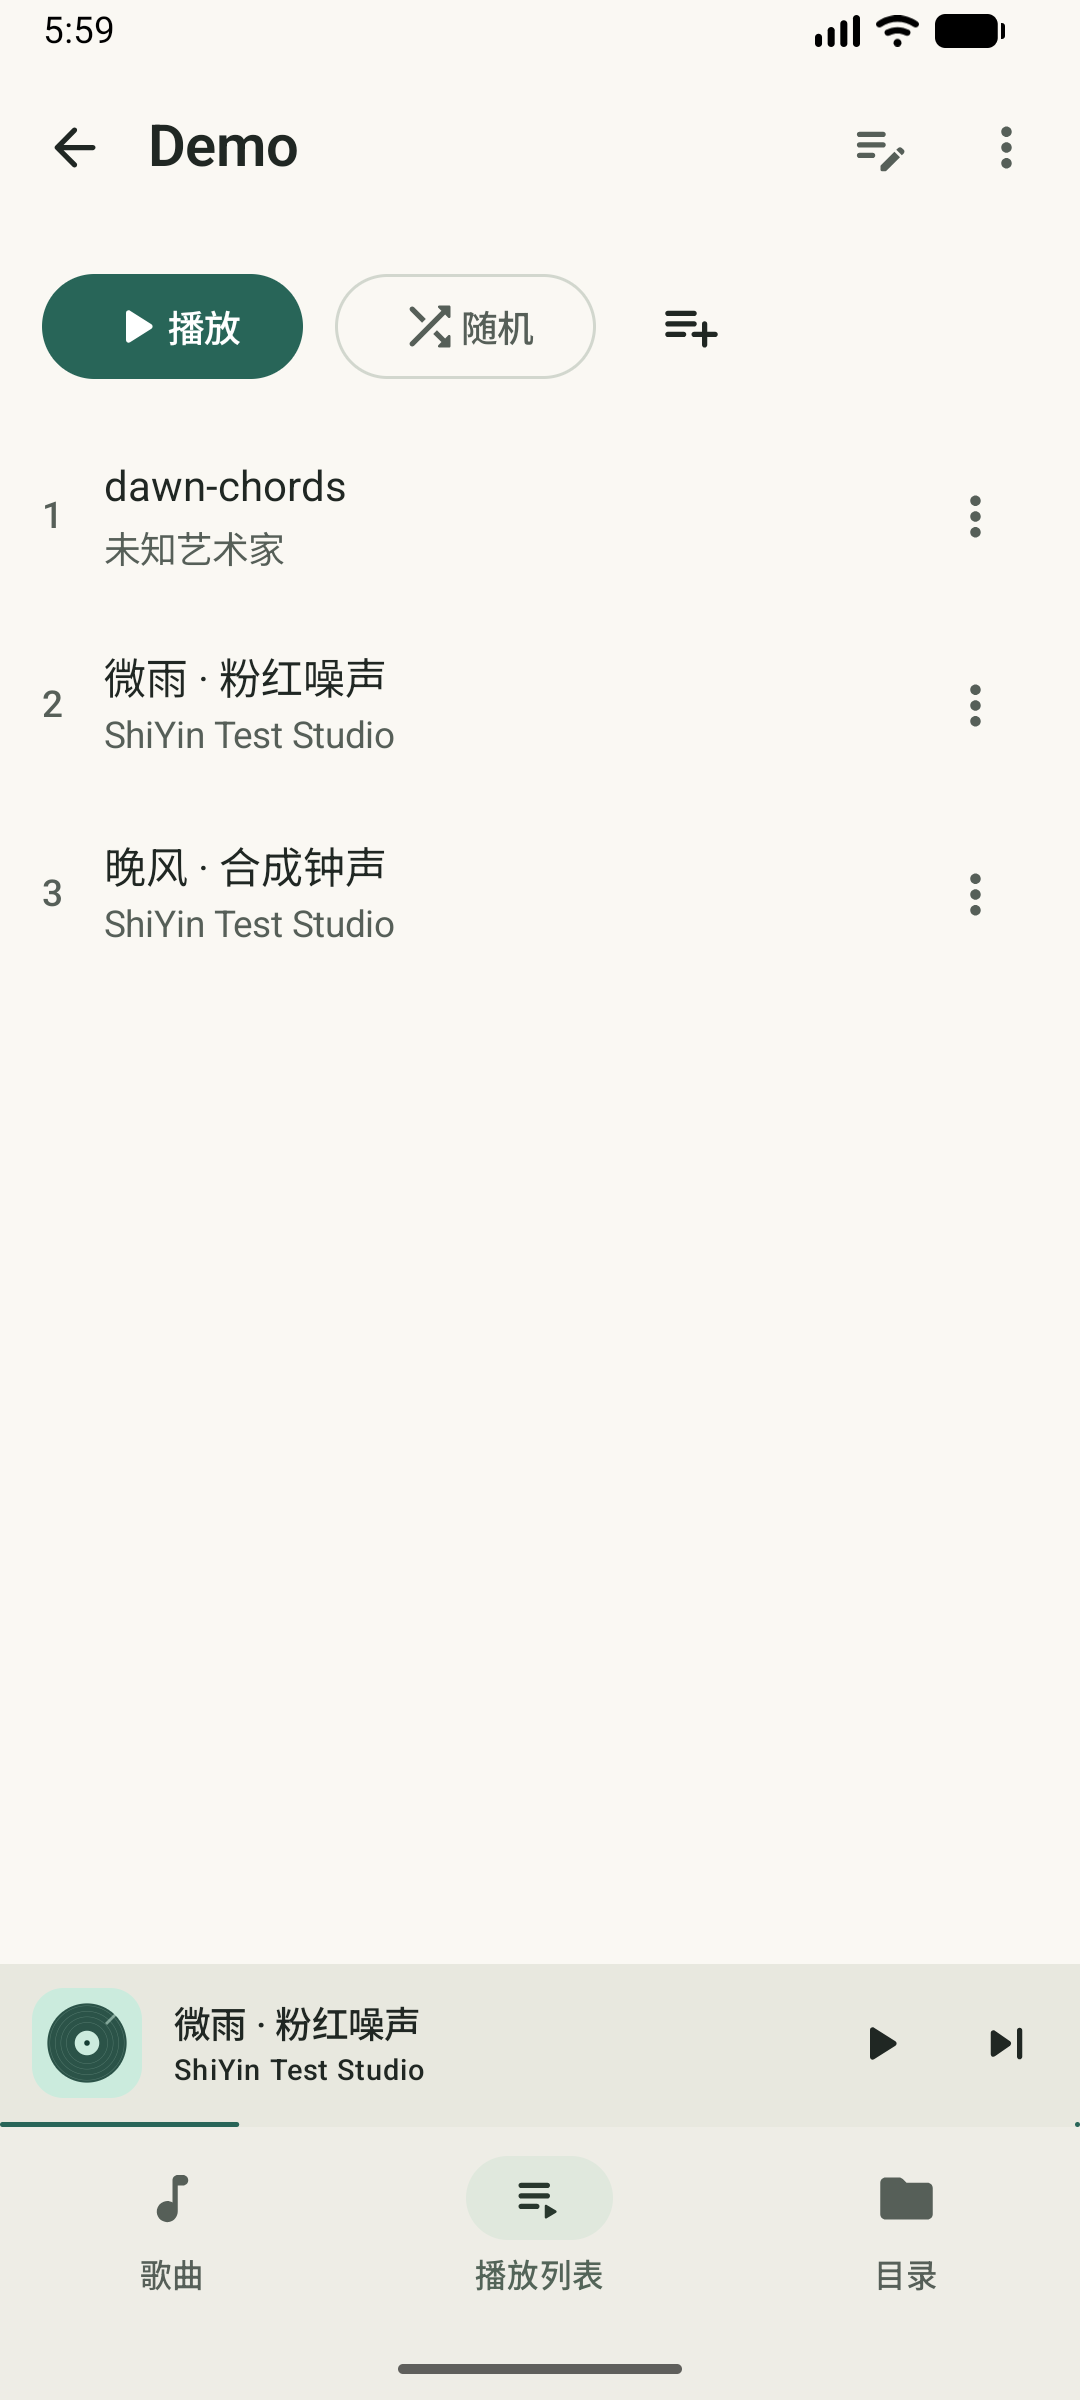 5:59
Demo
播放
随机
1
dawn-chords
未知艺术家
2
微雨 · 粉红噪声
ShiYin Test Studio
3
晚风 · 合成钟声
ShiYin Test Studio
微雨 · 粉红噪声
ShiYin Test Studio
歌曲
播放列表
目录